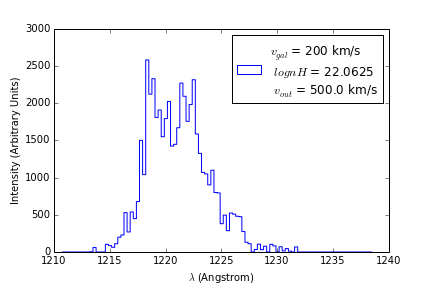 3000
2500
2000
1500
1000
500
0
Intensity (Arbitrary Units)
v_gal = 200 km/s
lognH = 22.0625
v_out = 500.0 km/s
1210 1215 1220 1225 1230 1235 1240
λ (Angstrom)